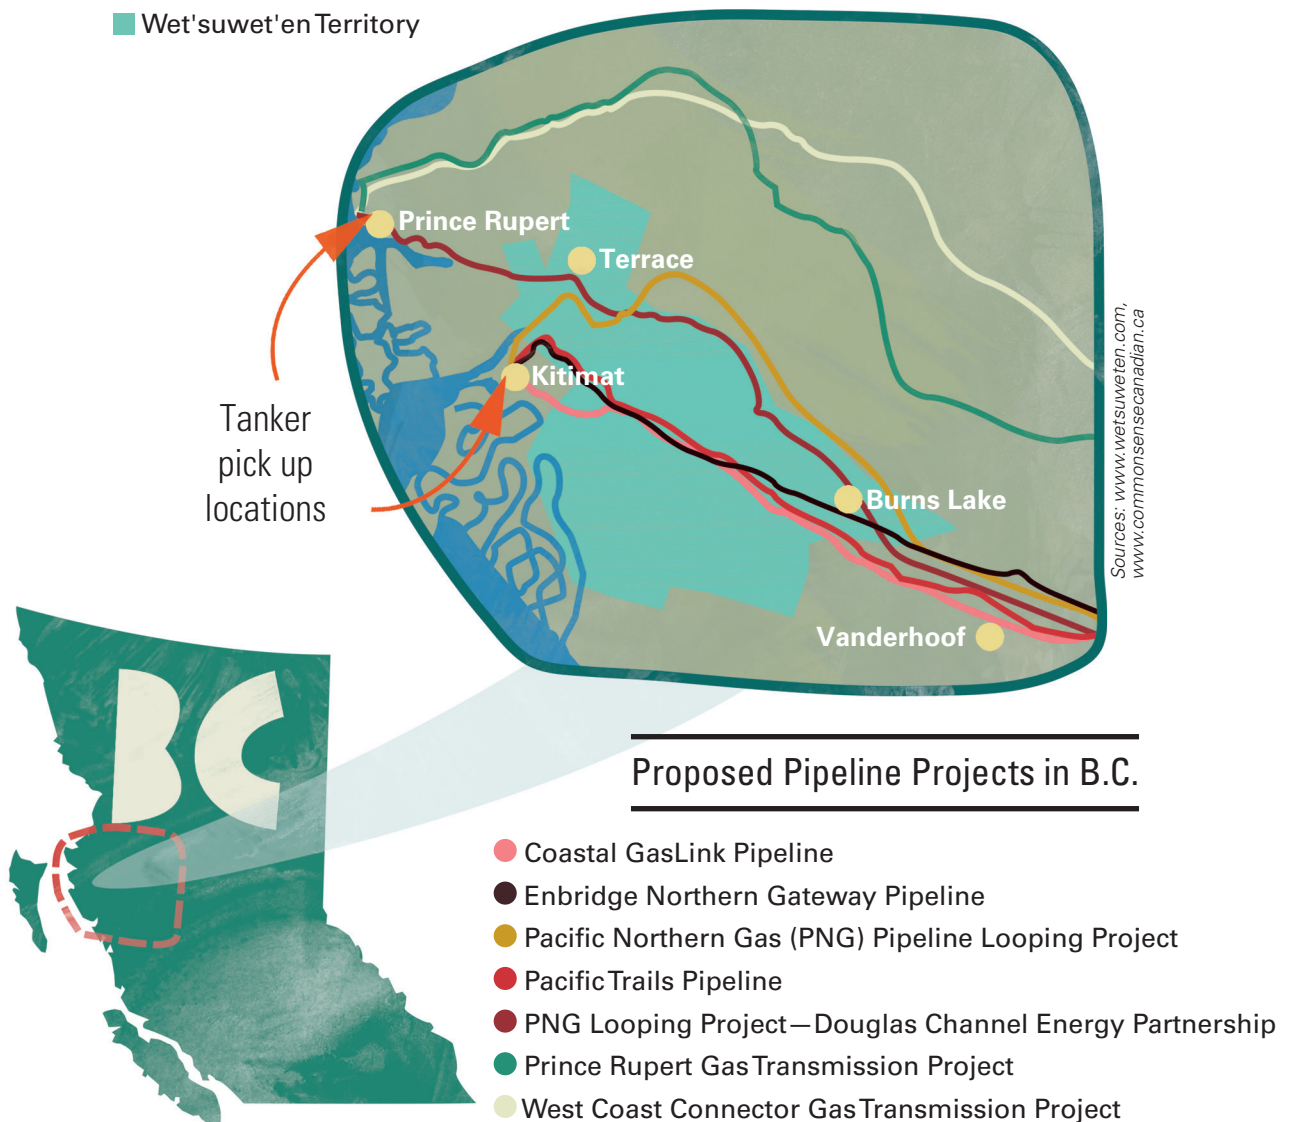 Wet'suwet'en Territory
Prince Rupert
Terrace
Kitimat
Burns Lake
Vanderhoof
Tanker
pick up
locations
Sources: www.wetsuweten.com,
www.commonsensecanadian.ca
BC
Proposed Pipeline Projects in B.C.
Coastal GasLink Pipeline
Enbridge Northern Gateway Pipeline
Pacific Northern Gas (PNG) Pipeline Looping Project
Pacific Trails Pipeline
PNG Looping Project—Douglas Channel Energy Partnership
Prince Rupert Gas Transmission Project
West Coast Connector Gas Transmission Project